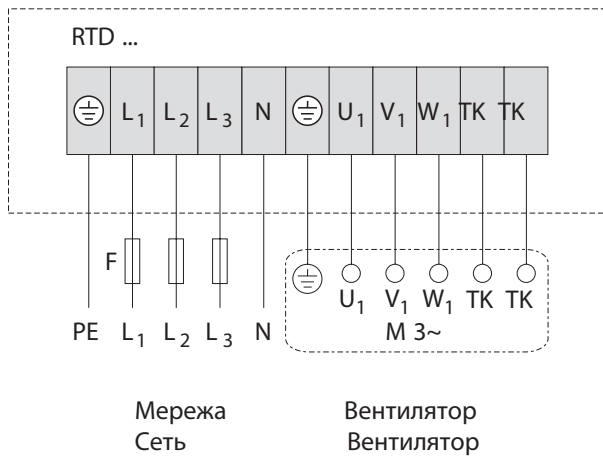 RTD ...
L1 L2 L3 N U1 V1 W1 TK TK
F
U1 V1 W1 TK TK
PE L1 L2 L3 N M 3~
Мережа Вентилятор
Сеть Вентилятор